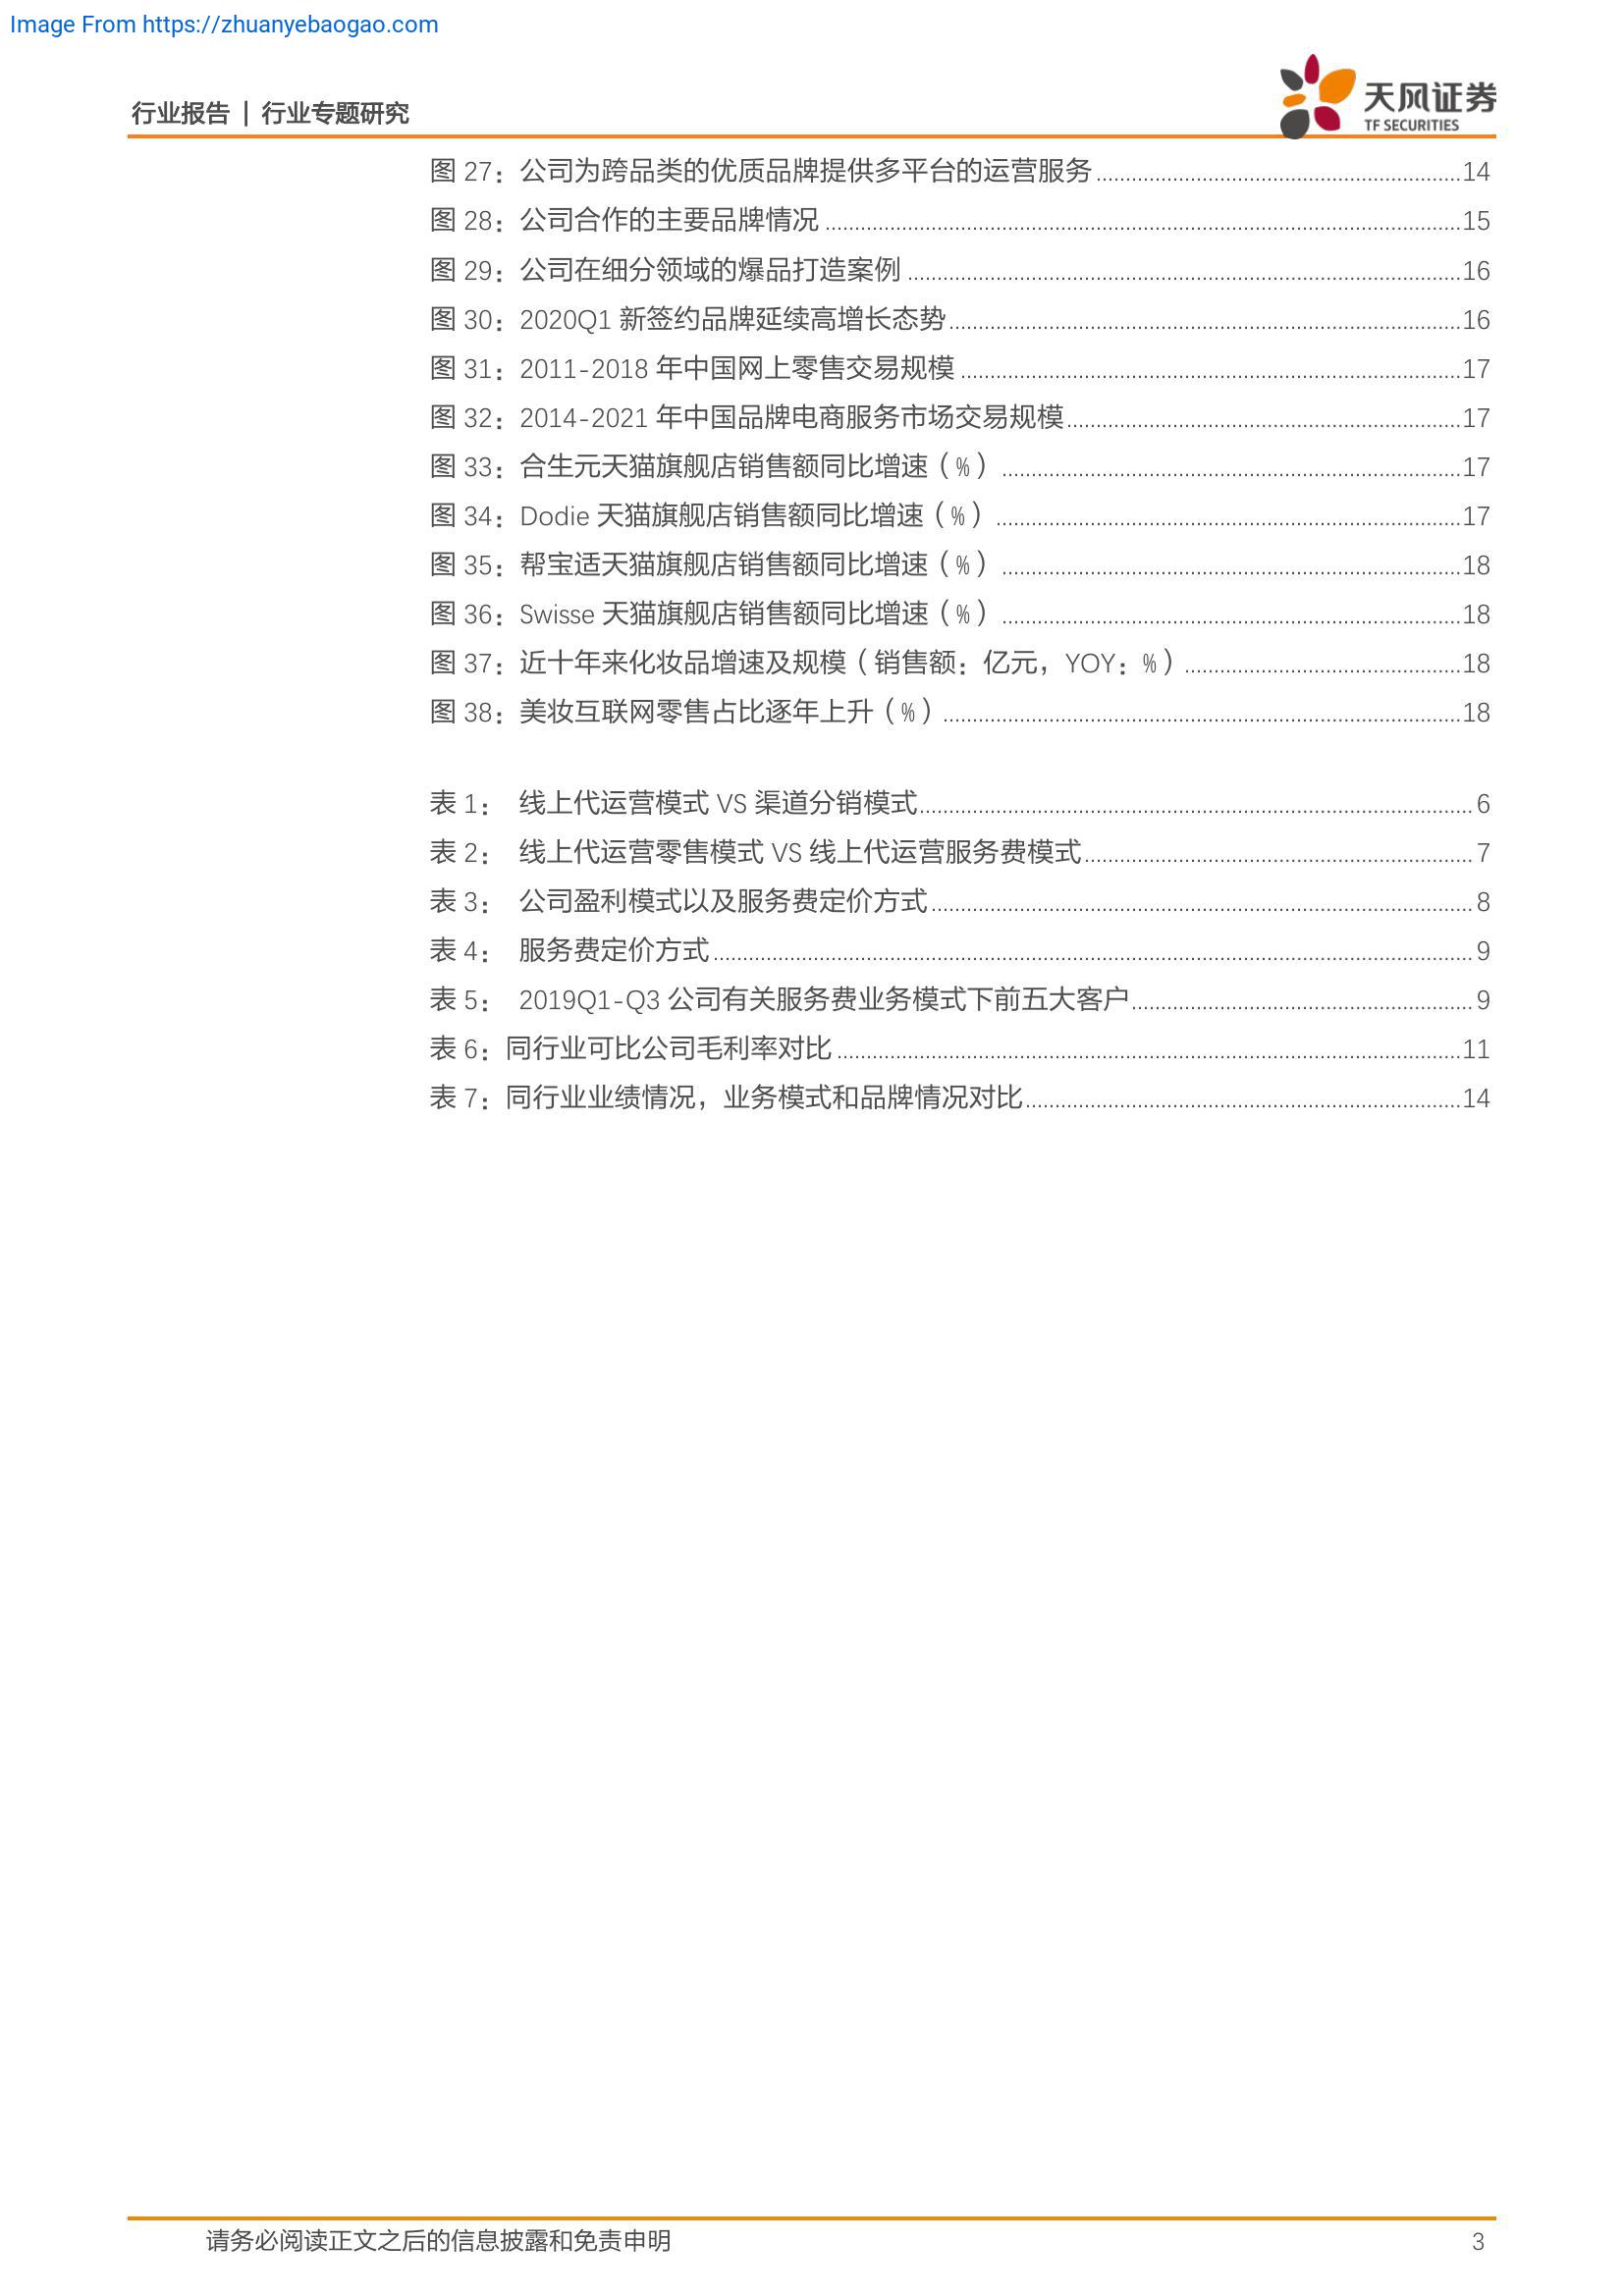 Image From https://zhuanyebaogao.com
行业报告 | 行业专题研究
天风证券
TF SECURITIES
图 27：公司为跨品类的优质品牌提供多平台的运营服务..............................................................14
图 28：公司合作的主要品牌情况..............................................................15
图 29：公司在细分领域的爆品打造案例..............................................................16
图 30：2020Q1 新签约品牌延续高增长态势..............................................................16
图 31：2011-2018 年中国网上零售交易规模..............................................................17
图 32：2014-2021 年中国品牌电商服务市场交易规模..............................................................17
图 33：合生元天猫旗舰店销售额同比增速（%）..............................................................17
图 34：Dodie 天猫旗舰店销售额同比增速（%）..............................................................17
图 35：帮宝适天猫旗舰店销售额同比增速（%）..............................................................18
图 36：Swisse 天猫旗舰店销售额同比增速（%）..............................................................18
图 37：近十年来化妆品增速及规模（销售额：亿元，YOY：%）..............................................................18
图 38：美妆互联网零售占比逐年上升（%）..............................................................18
表 1： 线上代运营模式 VS 渠道分销模式..............................................................6
表 2： 线上代运营零售模式 VS 线上代运营服务费模式..............................................................7
表 3： 公司盈利模式以及服务费定价方式..............................................................8
表 4： 服务费定价方式..............................................................9
表 5： 2019Q1-Q3 公司有关服务费业务模式下前五大客户..............................................................9
表 6：同行业可比公司毛利率对比..............................................................11
表 7：同行业业绩情况，业务模式和品牌情况对比..............................................................14
请务必阅读正文之后的信息披露和免责申明 3